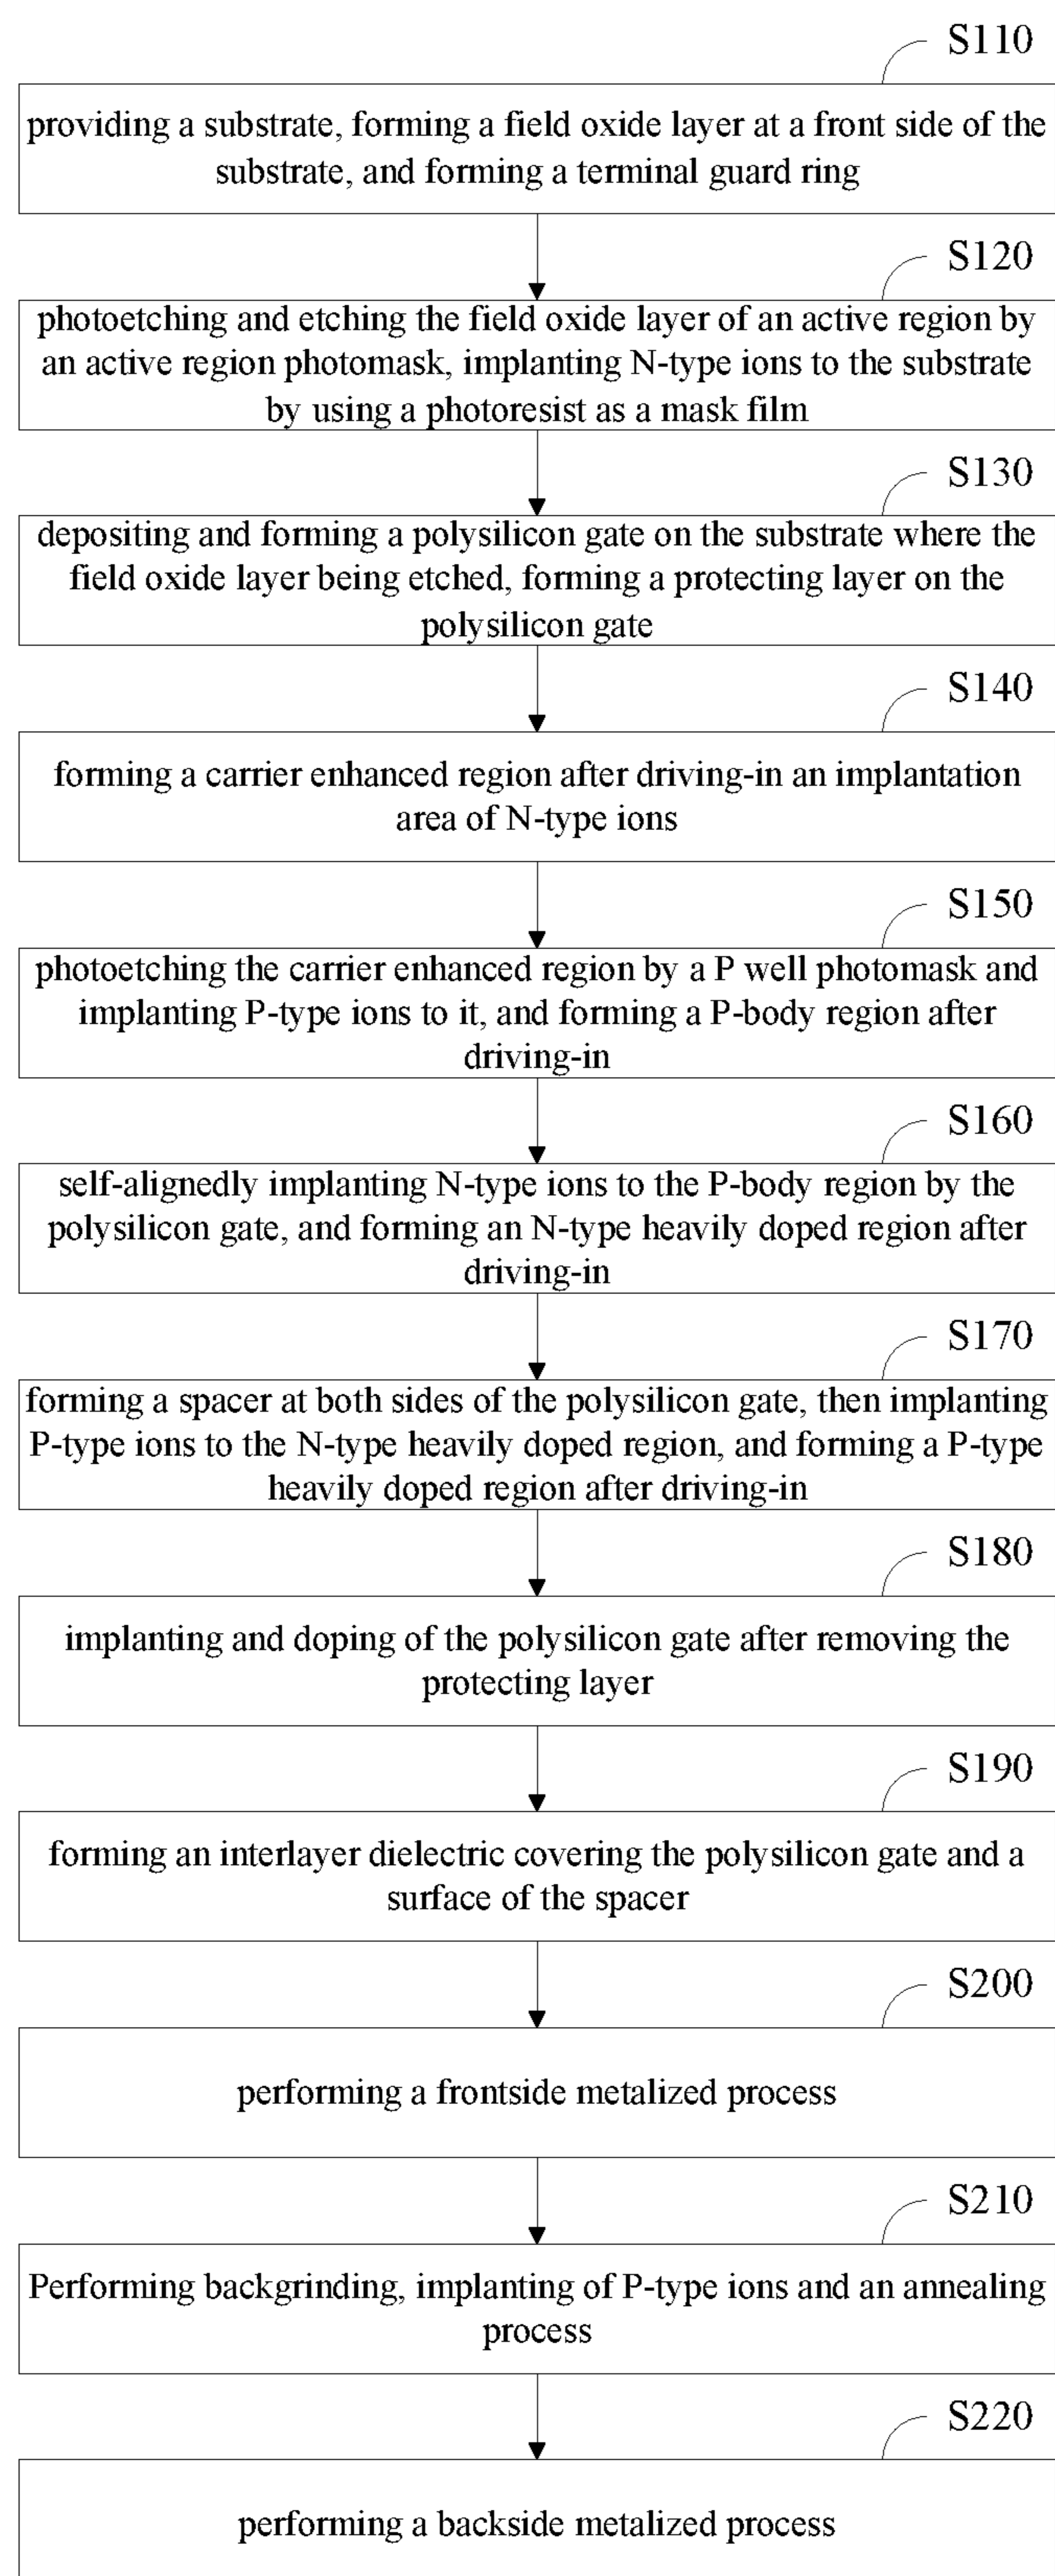 S110
providing a substrate, forming a field oxide layer at a front side of the
substrate, and forming a terminal guard ring
S120
photoetching and etching the field oxide layer of an active region by
an active region photomask, implanting N-type ions to the substrate
by using a photoresist as a mask film
S130
depositing and forming a polysilicon gate on the substrate where the
field oxide layer being etched, forming a protecting layer on the
polysilicon gate
S140
forming a carrier enhanced region after driving-in an implantation
area of N-type ions
S150
photoetching the carrier enhanced region by a P well photomask and
implanting P-type ions to it, and forming a P-body region after
driving-in
S160
self-alignedly implanting N-type ions to the P-body region by the
polysilicon gate, and forming an N-type heavily doped region after
driving-in
S170
forming a spacer at both sides of the polysilicon gate, then implanting
P-type ions to the N-type heavily doped region, and forming a P-type
heavily doped region after driving-in
S180
implanting and doping of the polysilicon gate after removing the
protecting layer
S190
forming an interlayer dielectric covering the polysilicon gate and a
surface of the spacer
S200
performing a frontside metalized process
S210
Performing backgrinding, implanting of P-type ions and an annealing
process
S220
performing a backside metalized process